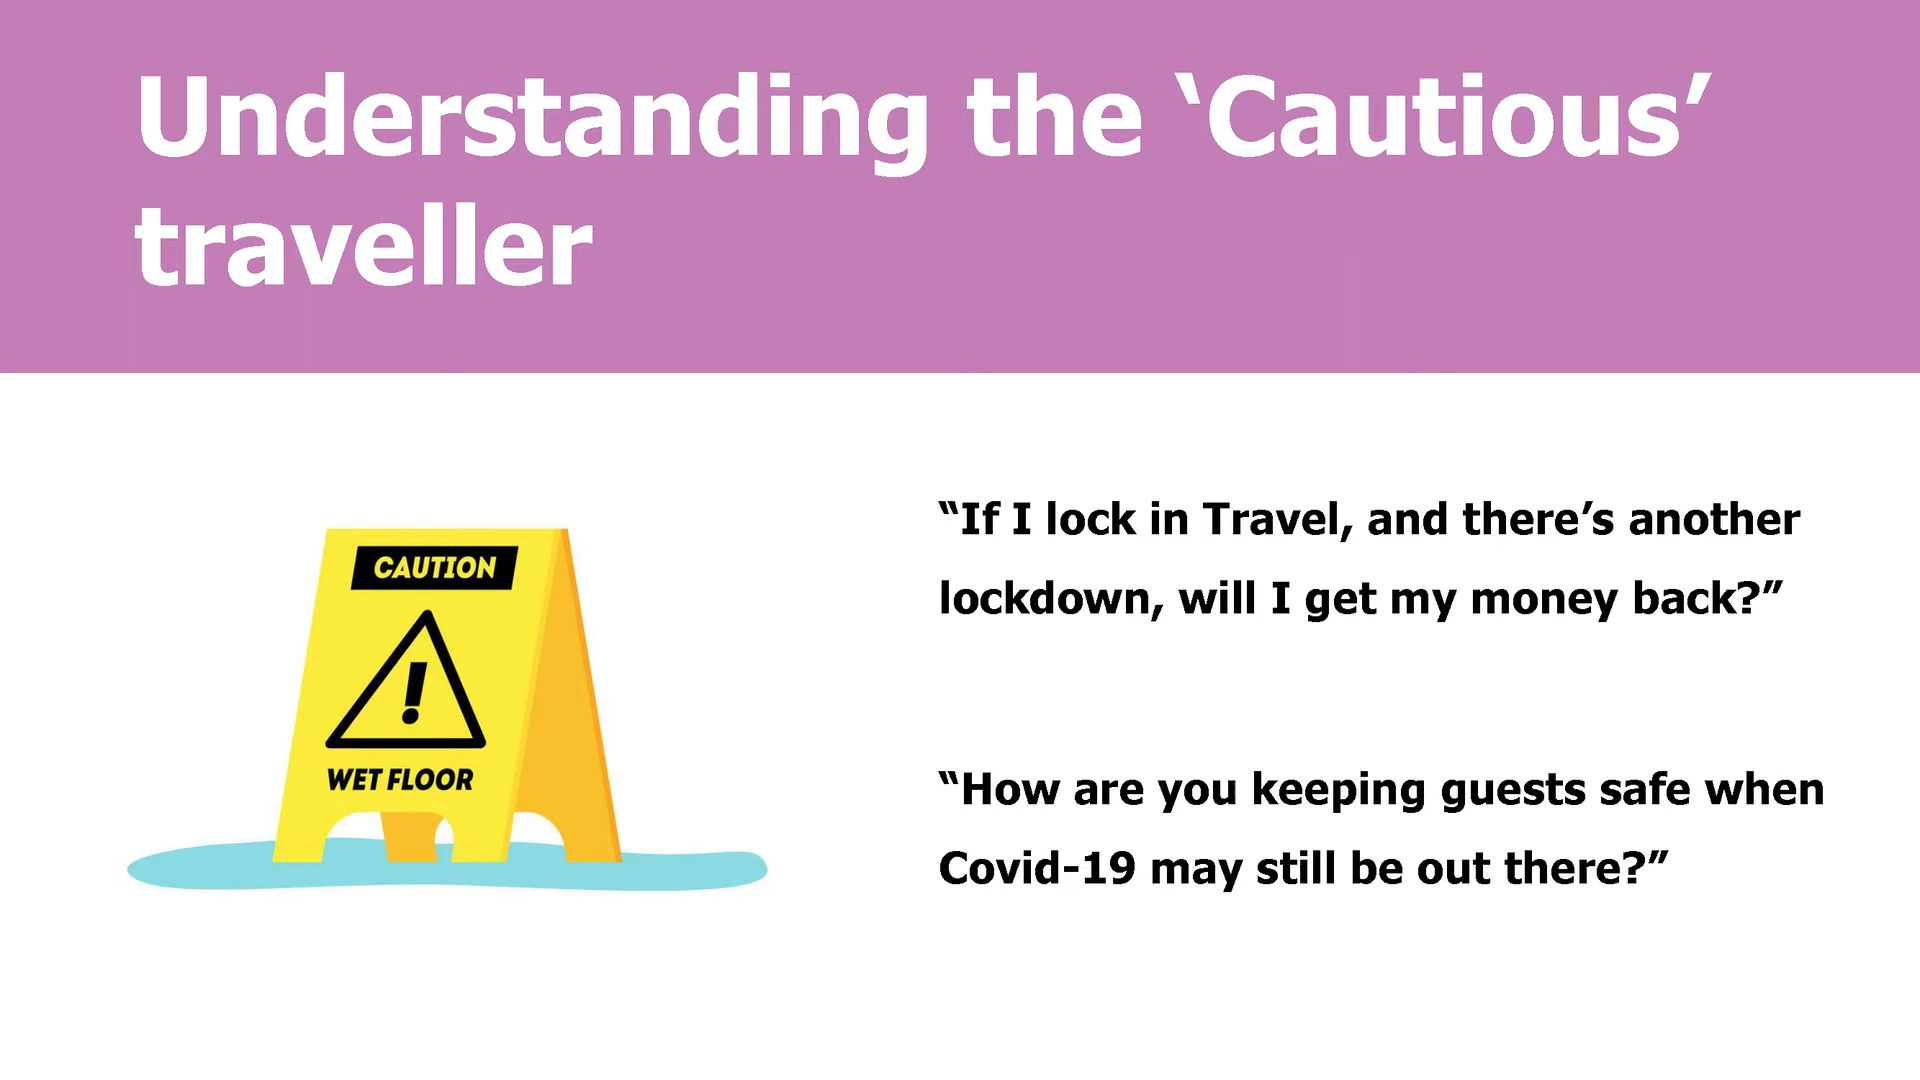 Understanding the ‘Cautious’
traveller
CAUTION
!
WET FLOOR
“If I lock in Travel, and there’s another
lockdown, will I get my money back?”
“How are you keeping guests safe when
Covid-19 may still be out there?”